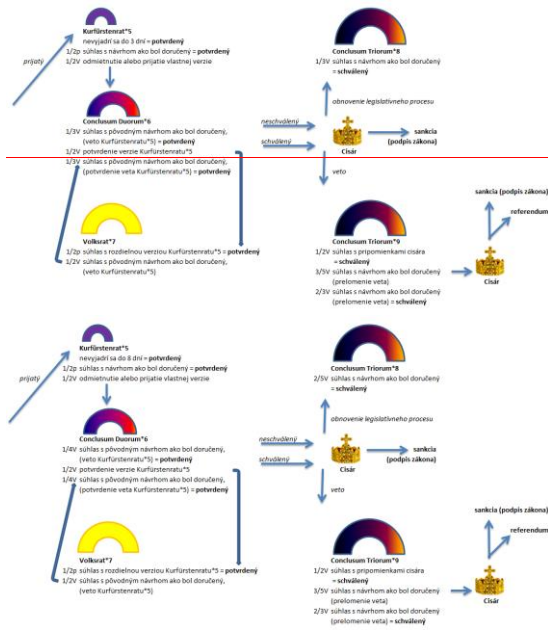 Kurfürstenrat*5
nevyjadrí sa do 3 dní = potvrdený
1/2p súhlas s návrhom ako bol doručený = potvrdený
1/2V odmietnutie alebo prijatie vlastnej verzie
prijatý
Conclusum Duorum*6
1/3V súhlas s pôvodným návrhom ako bol doručený,
(veto Kurfürstenratu*5) = potvrdený
1/2V potvrdenie verzie Kurfürstenratu*5
1/3V súhlas s pôvodným návrhom ako bol doručený,
(potvrdenie veta Kurfürstenratu*5) = potvrdený
Volksrat*7
1/2p súhlas s rozdielnou verziou Kurfürstenratu*5 = potvrdený
1/2V súhlas s pôvodným návrhom ako bol doručený,
(veto Kurfürstenratu*5)
Conclusum Triorum*8
1/3V súhlas s návrhom ako bol doručený
= schválený
obnovenie legislatívneho procesu
neschválený
schválený
Cisár
sankcia
(podpis zákona)
veto
Conclusum Triorum*9
1/2V súhlas s pripomienkami cisára
= schválený
3/5V súhlas s návrhom ako bol doručený
(prelomenie veta)
2/3V súhlas s návrhom ako bol doručený
(prelomenie veta) = schválený
sankcia (podpis zákona)
referendum
Cisár
Kurfürstenrat*5
nevyjadrí sa do 8 dní = potvrdený
1/2p súhlas s návrhom ako bol doručený = potvrdený
1/2V odmietnutie alebo prijatie vlastnej verzie
prijatý
Conclusum Duorum*6
1/4V súhlas s pôvodným návrhom ako bol doručený,
(veto Kurfürstenratu*5) = potvrdený
1/2V potvrdenie verzie Kurfürstenratu*5
1/4V súhlas s pôvodným návrhom ako bol doručený,
(potvrdenie veta Kurfürstenratu*5) = potvrdený
Volksrat*7
1/2p súhlas s rozdielnou verziou Kurfürstenratu*5 = potvrdený
1/2V súhlas s pôvodným návrhom ako bol doručený,
(veto Kurfürstenratu*5)
Conclusum Triorum*8
2/5V súhlas s návrhom ako bol doručený
= schválený
obnovenie legislatívneho procesu
neschválený
schválený
Cisár
sankcia
(podpis zákona)
veto
Conclusum Triorum*9
1/2V súhlas s pripomienkami cisára
= schválený
3/5V súhlas s návrhom ako bol doručený
(prelomenie veta)
2/3V súhlas s návrhom ako bol doručený
(prelomenie veta) = schválený
sankcia (podpis zákona)
referendum
Cisár